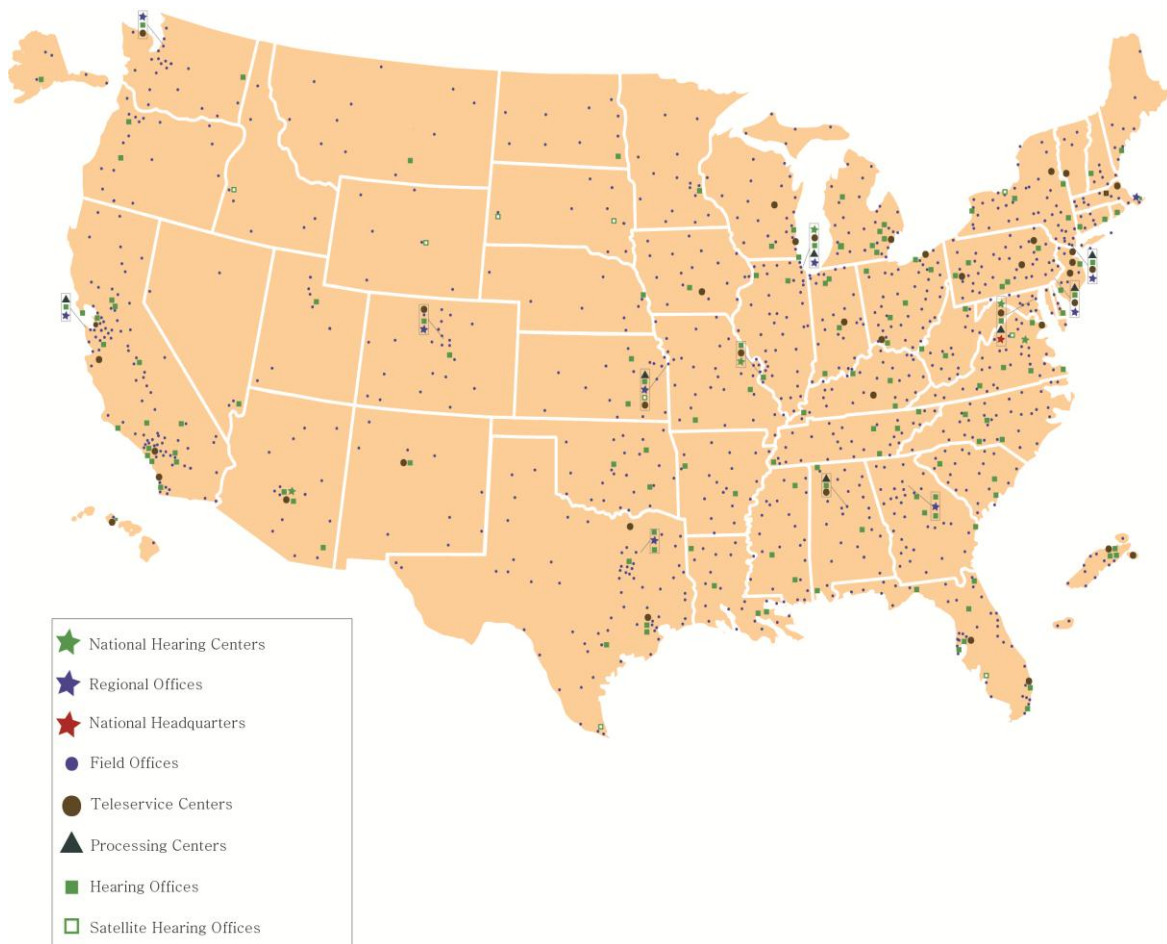 National Hearing Centers
Regional Offices
National Headquarters
Field Offices
Teleservice Centers
Processing Centers
Hearing Offices
Satellite Hearing Offices